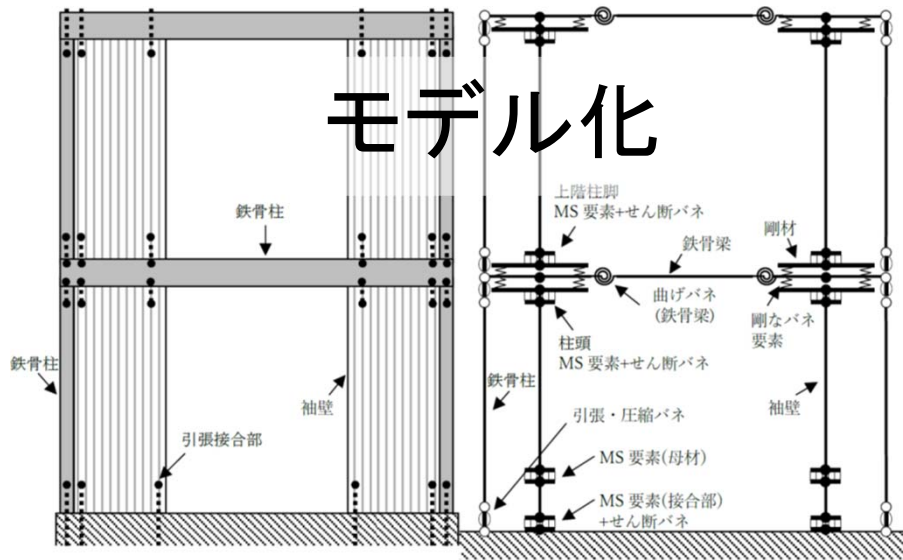 モデル化
鉄骨柱
鉄骨柱
袖壁
引張接合部
上階柱脚
MS 要素+せん断バネ
鉄骨梁
剛材
曲げバネ
(鉄骨梁)
剛なバネ
要素
柱頭
MS 要素+せん断バネ
鉄骨柱
引張・圧縮バネ
袖壁
MS 要素(母材)
MS 要素(接合部)
+せん断バネ